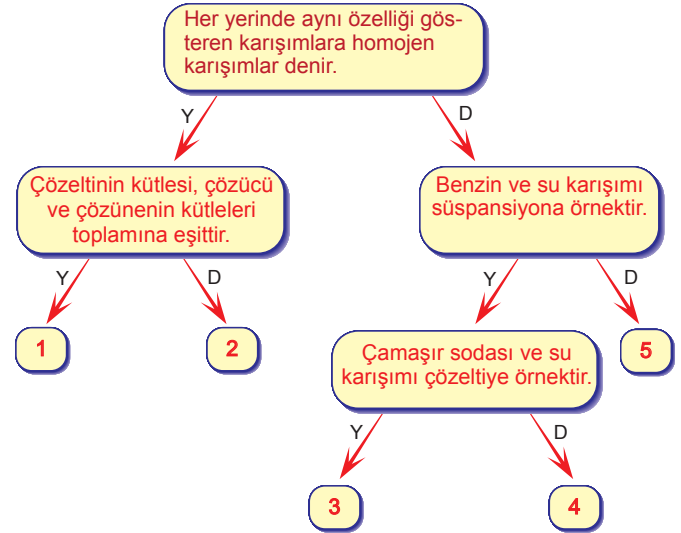 Her yerinde aynı özelliği gös-
teren karışımlara homojen
karışımlar denir.
Y
D
Çözeltinin kütlesi, çözücü
ve çözünenin kütleleri
toplamına eşittir.
Benzin ve su karışımı
süspansiyona örnektir.
Y
D
Y
D
1
2
Çamaşır sodası ve su
karışımı çözeltiye örnektir.
5
Y
D
3
4